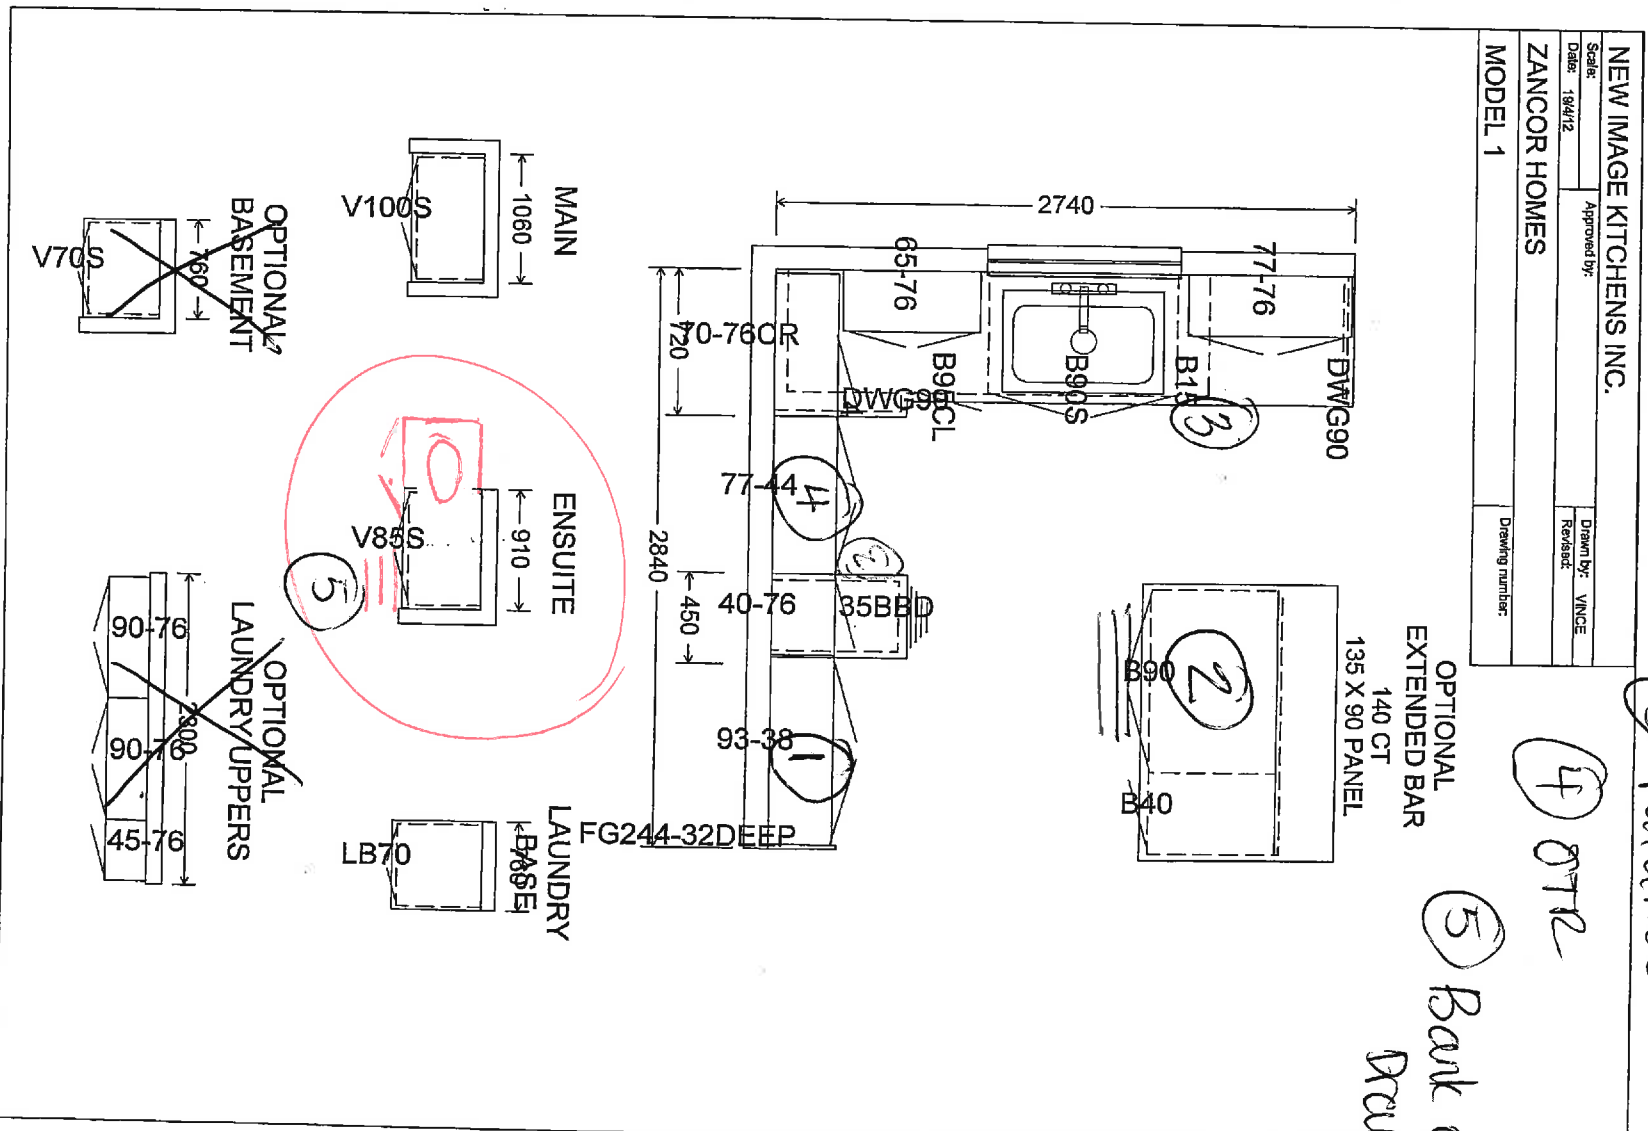 NEW IMAGE KITCHENS INC.
Scale:
Approved by:
Drawn by: VINCE
Date: 19/4/12
Revised:
ZANCOR HOMES
MODEL 1
Drawing number:
4 OTR
5 Bank
OPTIONAL
EXTENDED BAR
140 CT
135 X 90 PANEL
B90
B40
2
2740
65-76
77-76
B90S
B15
DWG90
3
70-76CR
720
77-44
4
3
2840
450
40-76
35BBD
93-38
1
FG244-32DEEP
MAIN
1060
V100S
ENSUITE
910
V85S
5
LAUNDRY
BASE
760
LB70
OPTIONAL
BASEMENT
760
V70S
OPTIONAL
LAUNDRY UPPERS
90-76
90-76
45-76